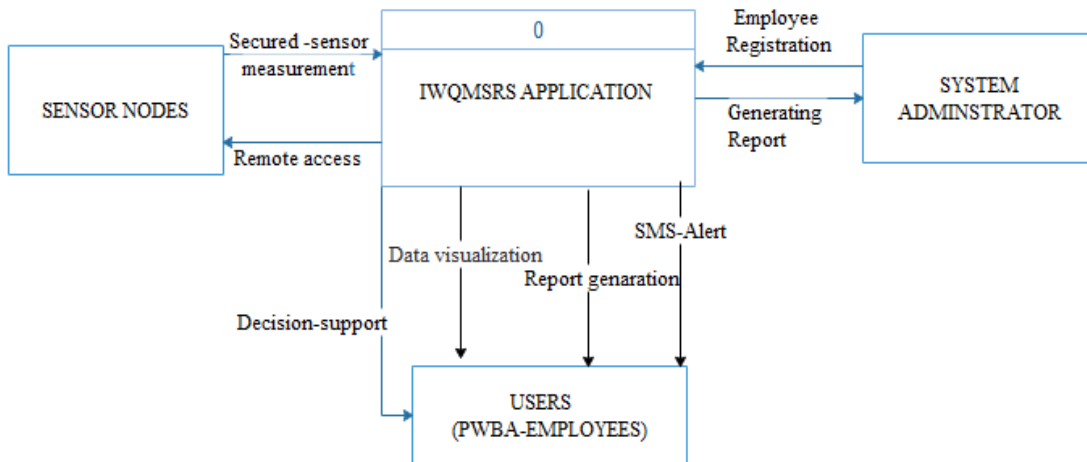 0
IWQMSRS APPLICATION
SENSOR NODES
Secured -sensor
measurement
Remote access
Employee
Registration
Generating
Report
SYSTEM
ADMINSTRATOR
Data visualization
Report genaration
SMS-Alert
Decision-support
USERS
(PWBA-EMPLOYEES)